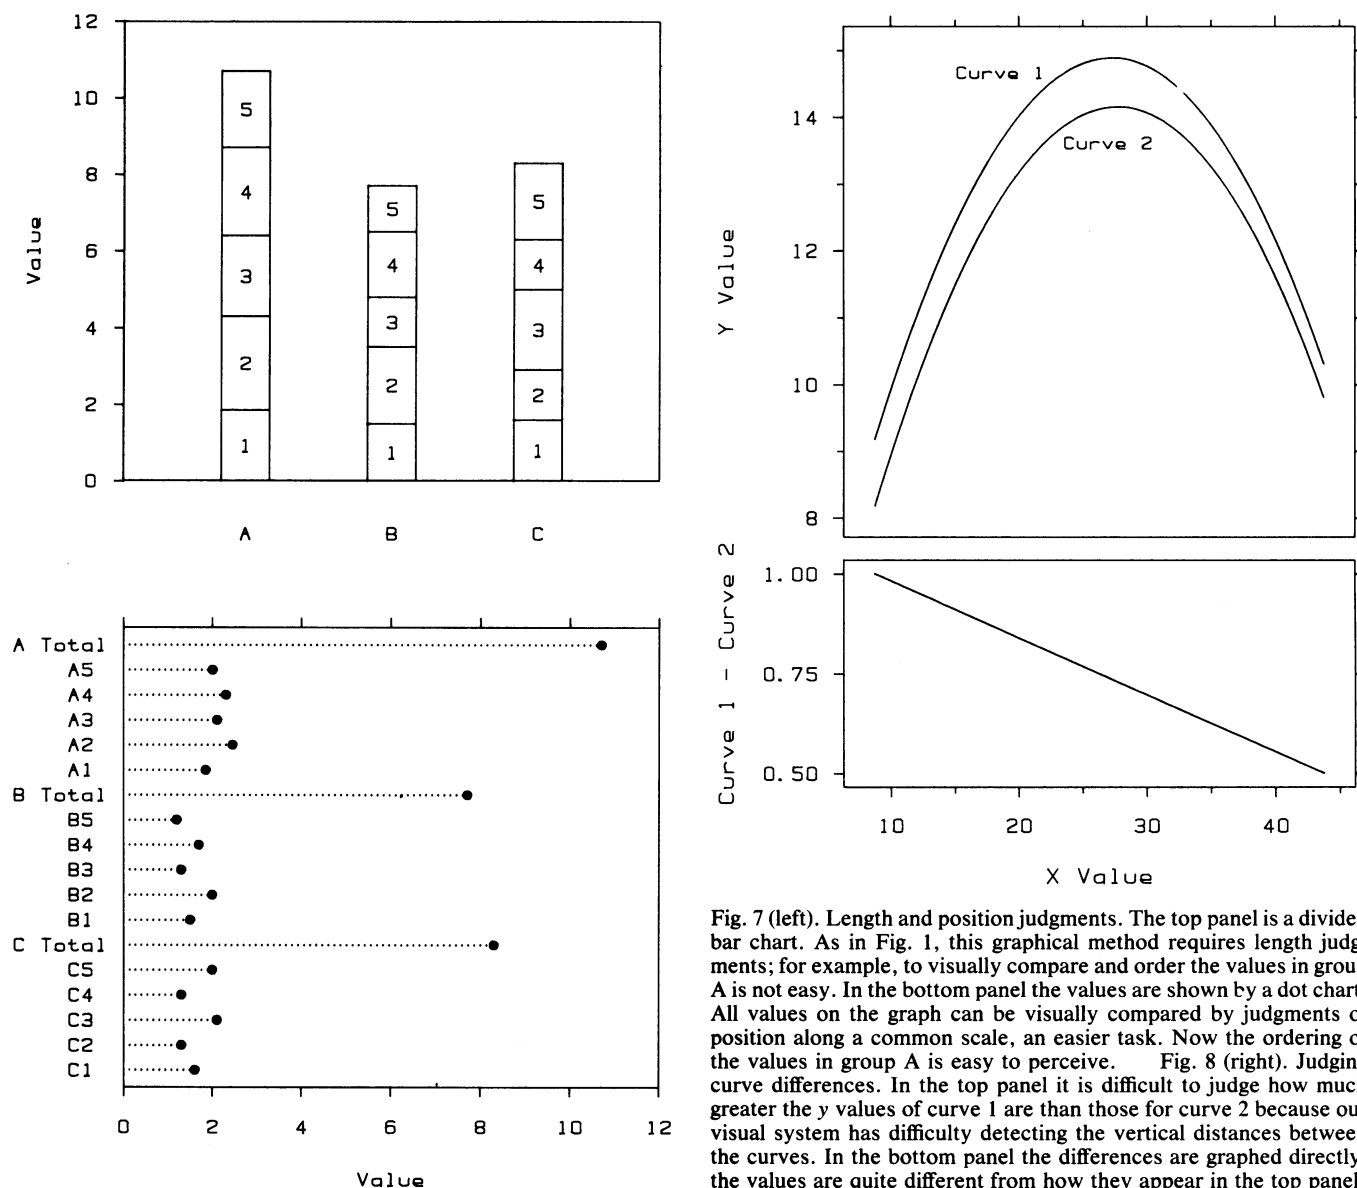 12
10
8
6
4
2
0
Value
5
4
3
2
1
5
4
3
2
1
5
4
3
2
1
A
B
C
A Total
A5
A4
A3
A2
A1
B Total
B5
B4
B3
B2
B1
C Total
C5
C4
C3
C2
C1
0 2 4 6 8 10 12
Value
14
12
10
8
Y Value
Curve 1
Curve 2
1.00
0.75
0.50
Curve 1 - Curve 2
10 20 30 40
X Value
Fig. 7 (left). Length and position judgments. The top panel is a divide
bar chart. As in Fig. 1, this graphical method requires length judg
ments; for example, to visually compare and order the values in grou
A is not easy. In the bottom panel the values are shown by a dot chart
All values on the graph can be visually compared by judgments o
position along a common scale, an easier task. Now the ordering o
the values in group A is easy to perceive. Fig. 8 (right). Judgin
curve differences. In the top panel it is difficult to judge how muc
greater the y values of curve 1 are than those for curve 2 because ou
visual system has difficulty detecting the vertical distances betwee
the curves. In the bottom panel the differences are graphed directly
the values are quite different from how they appear in the top panel